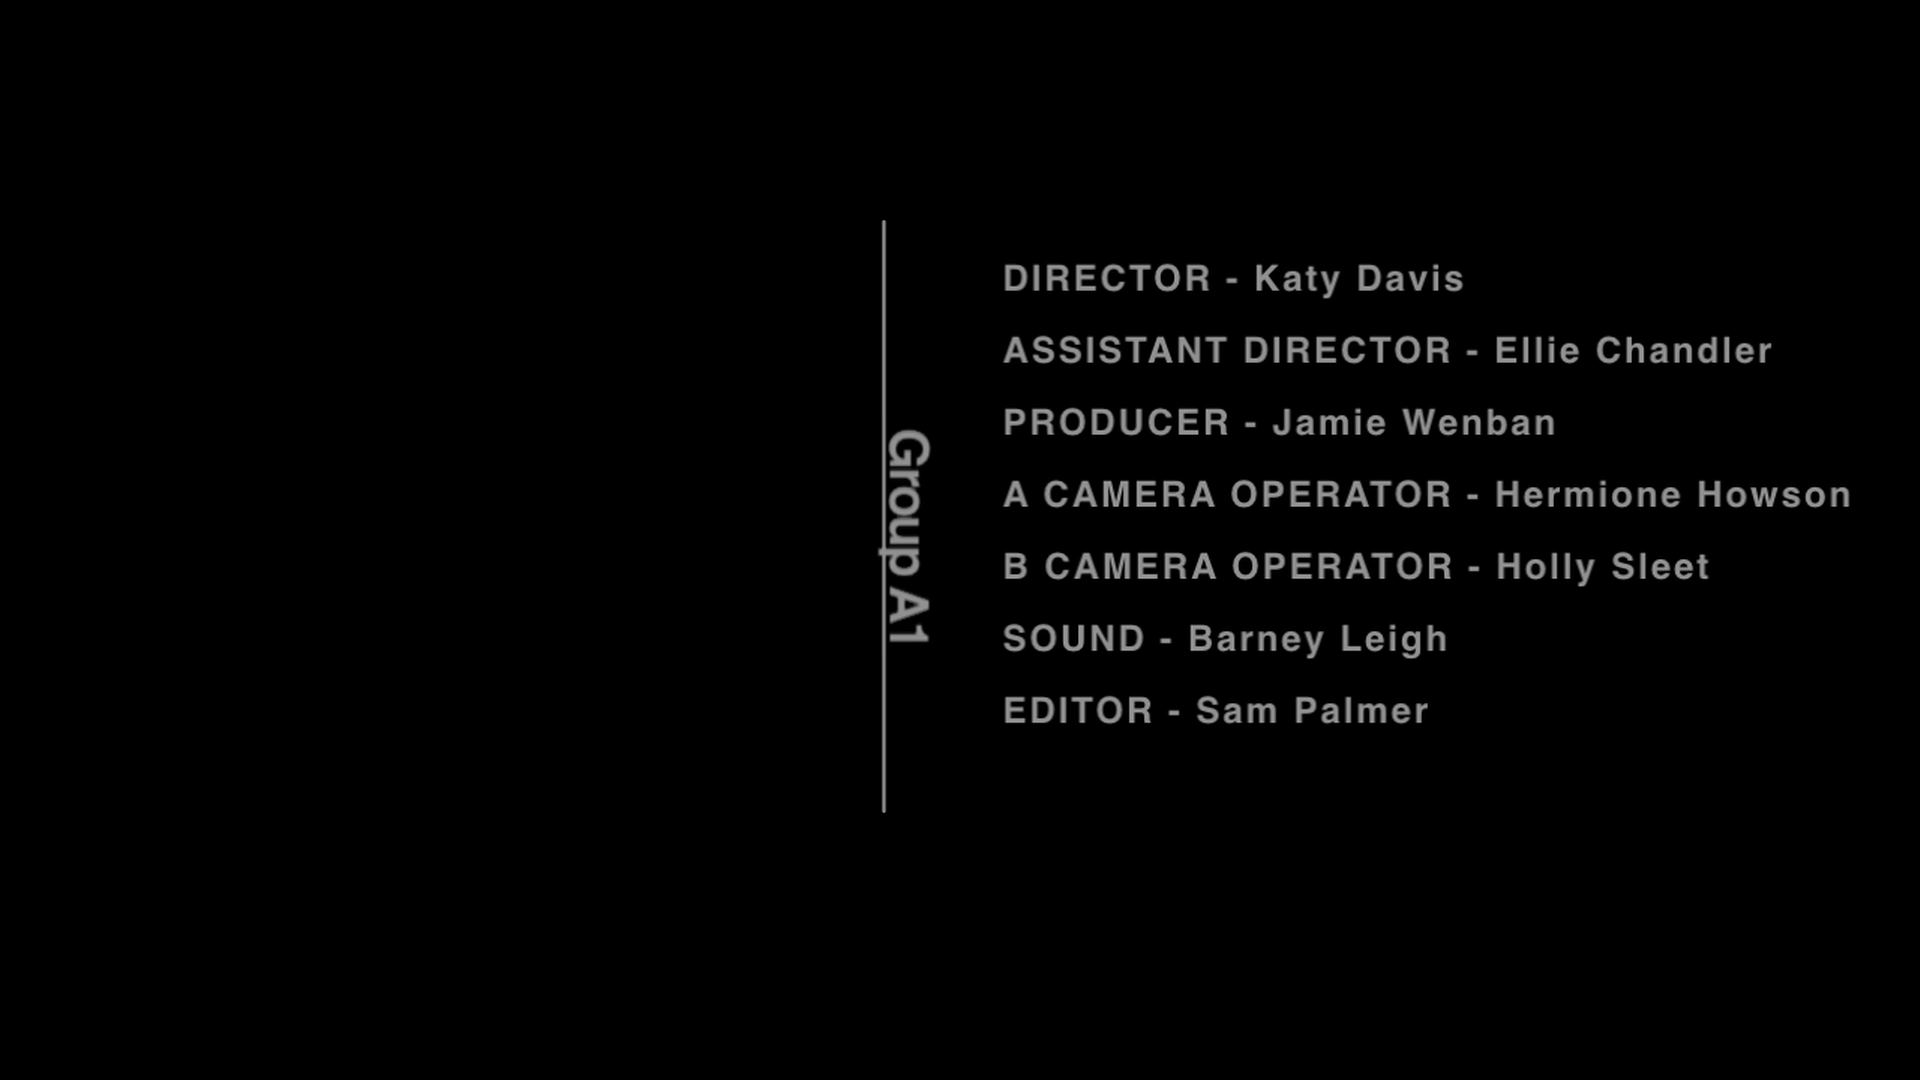 Group A1
DIRECTOR - Katy Davis
ASSISTANT DIRECTOR - Ellie Chandler
PRODUCER - Jamie Wenban
A CAMERA OPERATOR - Hermione Howson
B CAMERA OPERATOR - Holly Sleet
SOUND - Barney Leigh
EDITOR - Sam Palmer